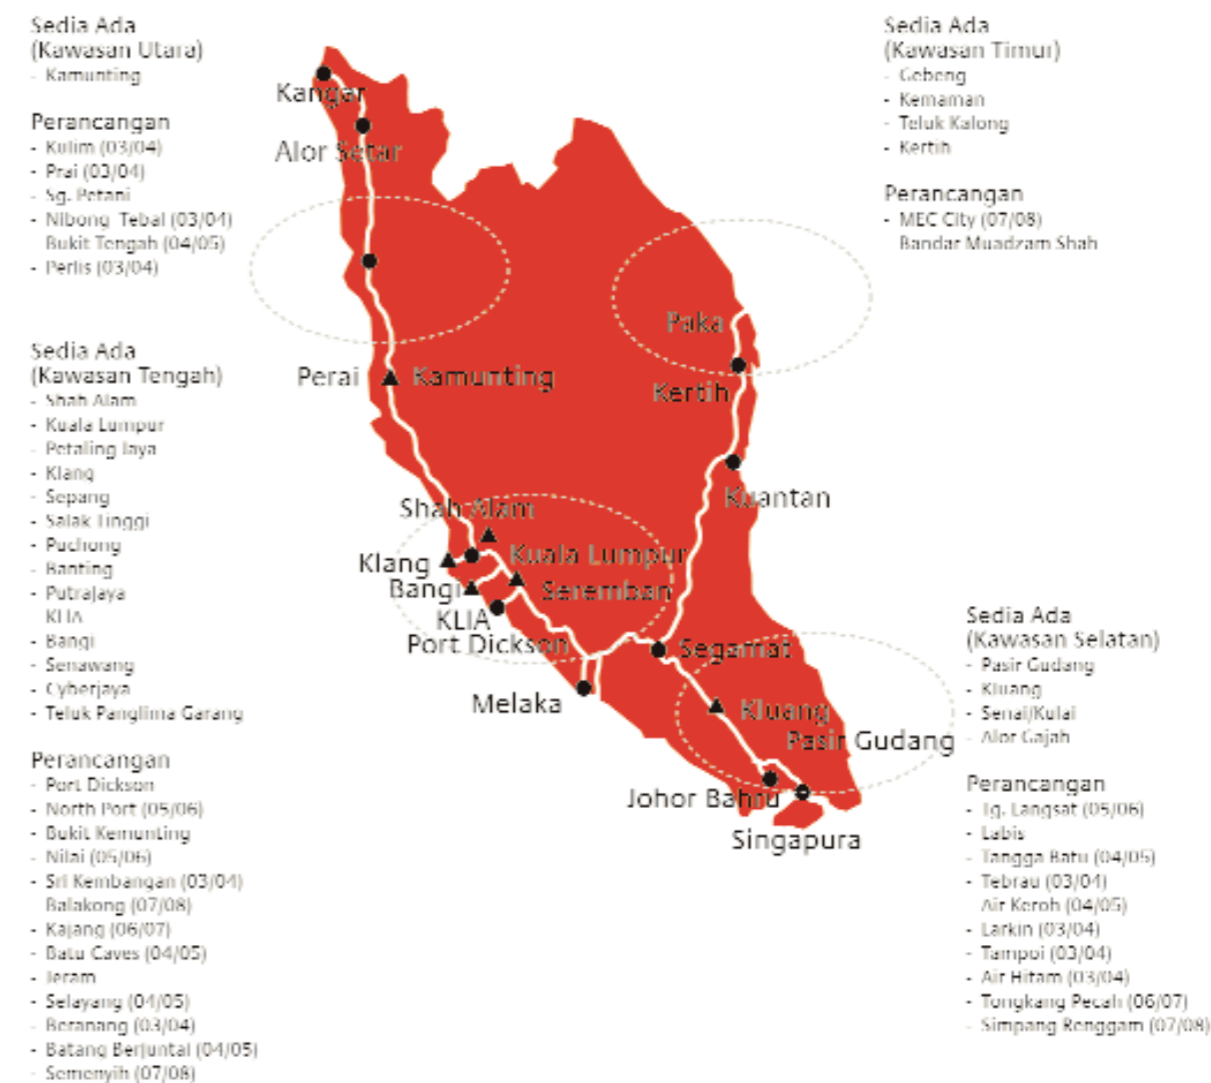 Sedia Ada
(Kawasan Utara)
- Kamunting
Perancangan
- Kulim (03/04)
- Prai (03/04)
- Sg. Petani
- Nibong Tebal (03/04)
Bukit Tengah (04/05)
- Perlis (03/04)
Sedia Ada
(Kawasan Tengah)
- Shah Alam
- Kuala Lumpur
- Petaling Jaya
- Klang
- Sepang
- Salak Tinggi
- Puchong
- Banting
- Putrajaya
KLIA
- Bangi
- Senawang
- Cyberjaya
- Teluk Panglima Garang
Perancangan
- Port Dickson
- North Port (05/06)
- Bukit Kemunting
- Nilai (05/06)
- Sri Kembangan (03/04)
Balakong (07/08)
- Kajang (06/07)
- Batu Caves (04/05)
- Jeram
- Selayang (04/05)
- Beranang (03/04)
- Batang Berjuntai (04/05)
- Semenyih (07/08)
Kangar
Alor Setar
Perai
Kamunting
Paka
Kertih
Kuantan
Shah Alam
Klang
Kuala Lumpur
Bangi
Seremban
KLIA
Port Dickson
Segamat
Melaka
Kluang
Pasir Gudang
Johor Bahru
Singapura
Sedia Ada
(Kawasan Timur)
- Gebeng
- Kemaman
- Teluk Kalong
- Kertih
Perancangan
- MEC City (07/08)
Bandar Muadzam Shah
Sedia Ada
(Kawasan Selatan)
- Pasir Gudang
- Kluang
- Senai/Kulai
- Alor Gajah
Perancangan
- Tg. Langsat (05/06)
- Labis
- Tangga Batu (04/05)
- Tebrau (03/04)
Air Keroh (04/05)
- Larkin (03/04)
- Tampoi (03/04)
- Air Hitam (03/04)
- Tongkang Pecah (06/07)
- Simpang Renggam (07/08)